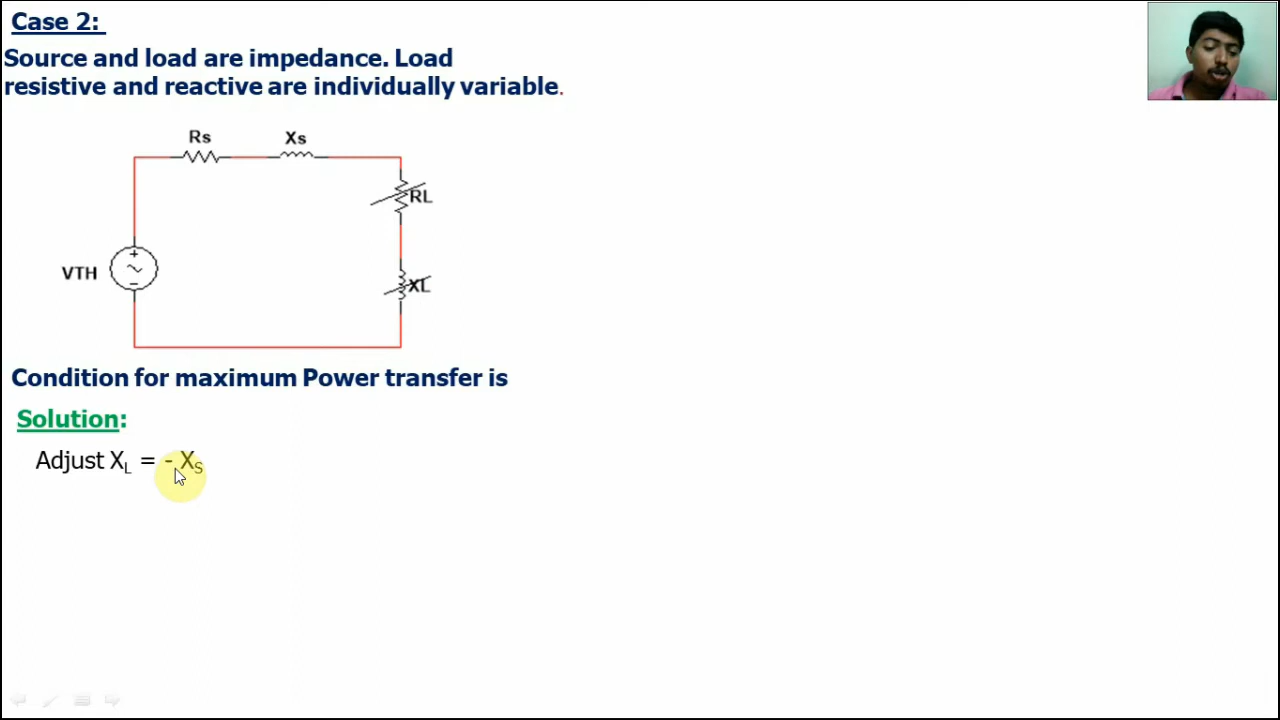 Case 2:
Source and load are impedance. Load
resistive and reactive are individually variable.
Rs
Xs
RL
VTH
XL
Condition for maximum Power transfer is
Solution:
Adjust XL = - XS